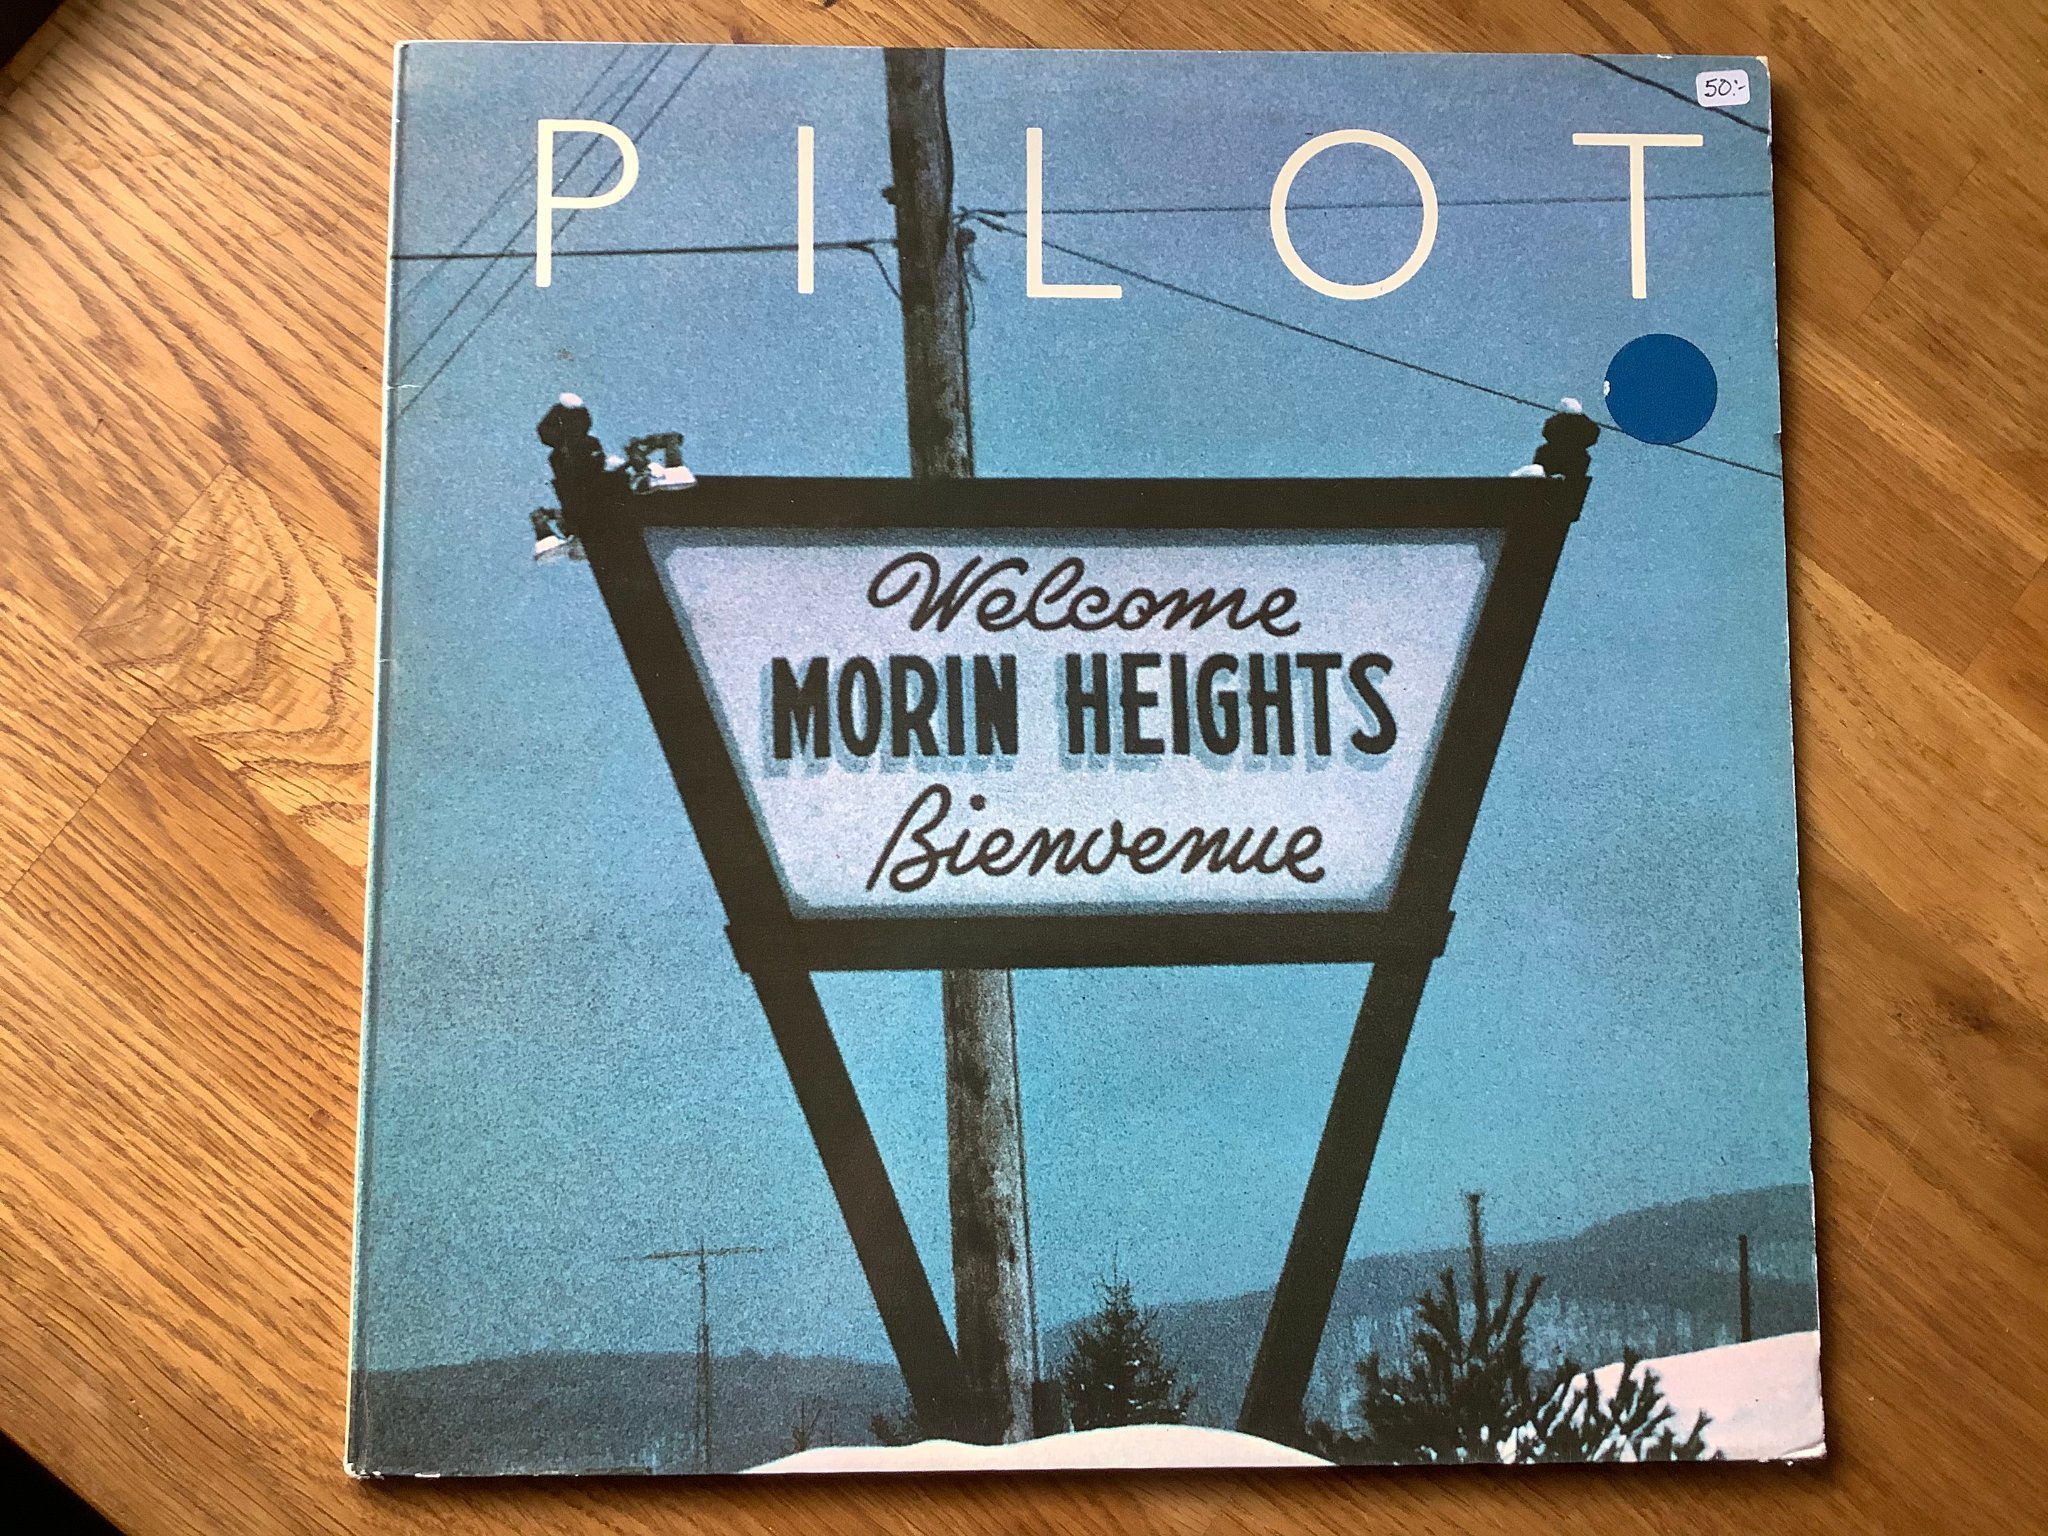 50:-
PILOT
Welcome
MORIN HEIGHTS
Bienvenue